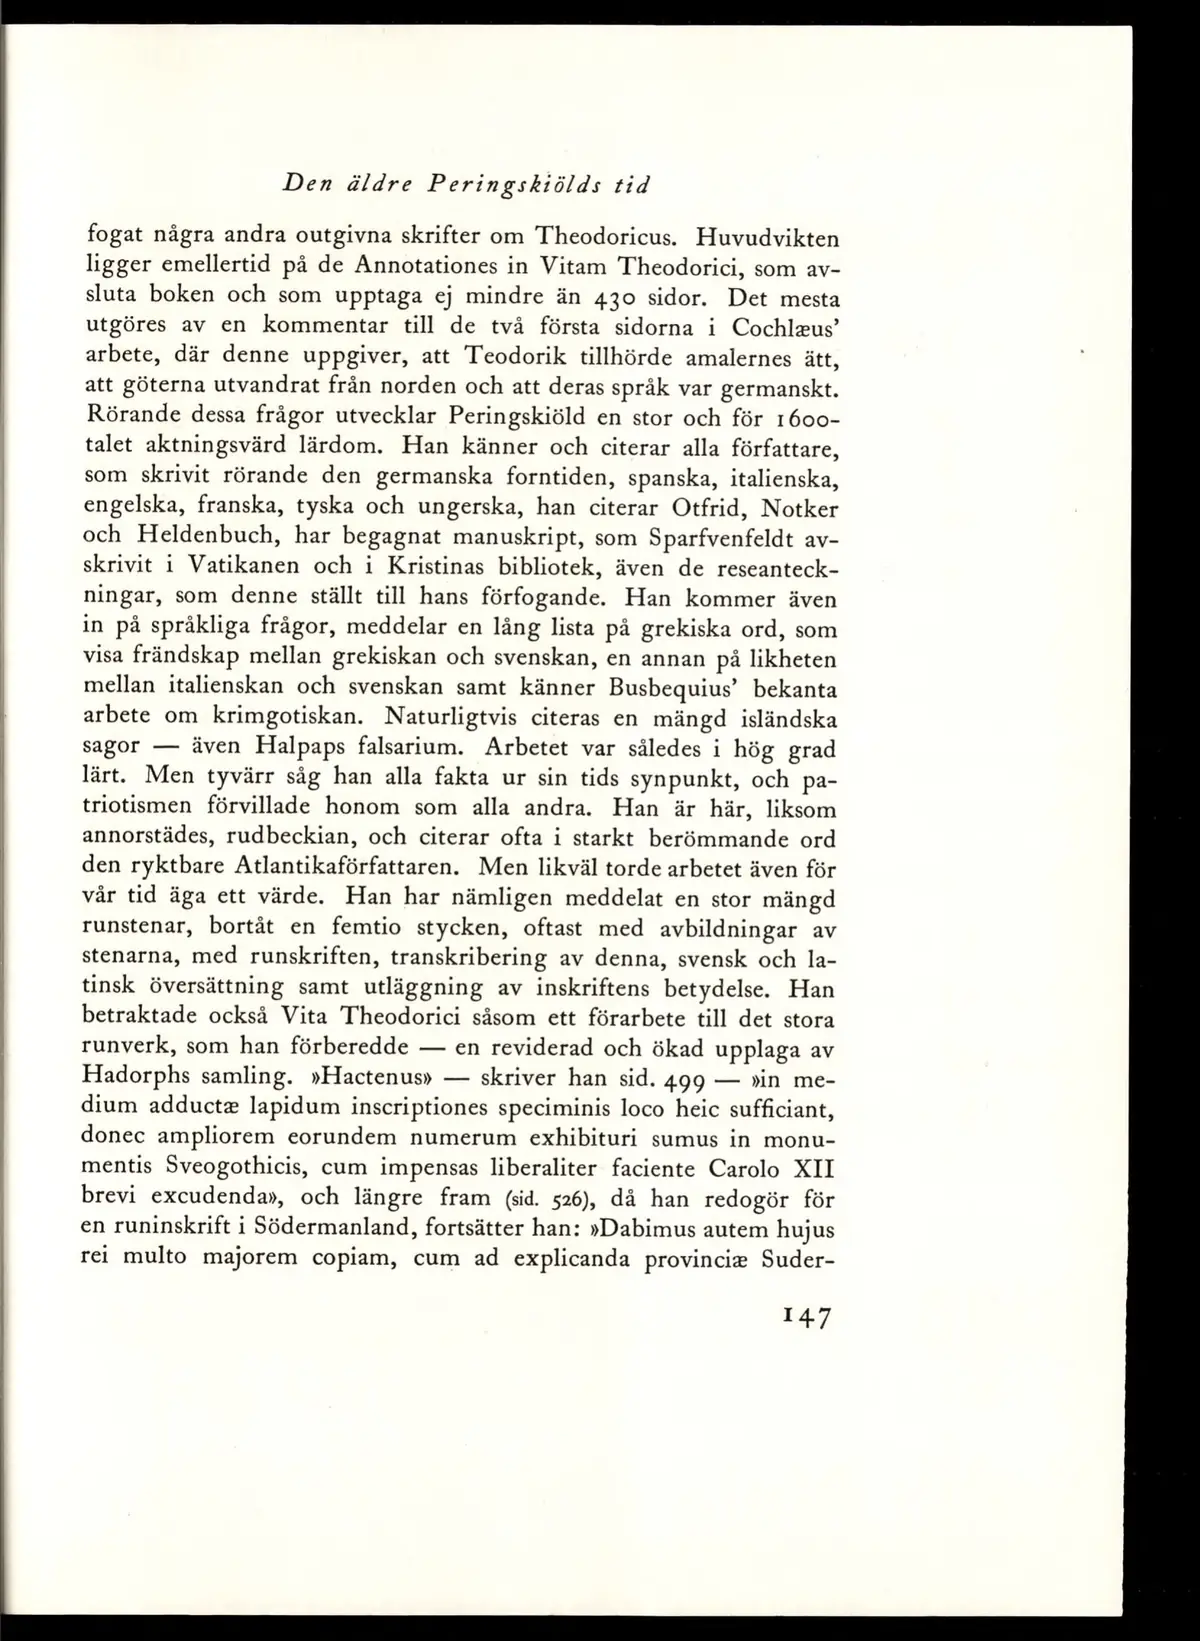 Den äldre Peringskiölds tid
fogat några andra outgivna skrifter om Theodoricus. Huvudvikten
ligger emellertid på de Annotationes in Vitam Theodorici, som av-
sluta boken och som upptaga ej mindre än 430 sidor. Det mesta
utgöres av en kommentar till de två första sidorna i Cochlæus’
arbete, där denne uppgiver, att Teodorik tillhörde amalernes ätt,
att göterna utvandrat från norden och att deras språk var germanskt.
Rörande dessa frågor utvecklar Peringskiöld en stor och för 1600-
talet aktningsvärd lärdom. Han känner och citerar alla författare,
som skrivit rörande den germanska forntiden, spanska, italienska,
engelska, franska, tyska och ungerska, han citerar Otfrid, Notker
och Heldenbuch, har begagnat manuskript, som Sparfvenfeldt av-
skrivit i Vatikanen och i Kristinas bibliotek, även de reseanteck-
ningar, som denne ställt till hans förfogande. Han kommer även
in på språkliga frågor, meddelar en lång lista på grekiska ord, som
visa frändskap mellan grekiskan och svenskan, en annan på likheten
mellan italienskan och svenskan samt känner Busbequius’ bekanta
arbete om krimgotiskan. Naturligtvis citeras en mängd isländska
sagor — även Halpaps falsarium. Arbetet var således i hög grad
lärt. Men tyvärr såg han alla fakta ur sin tids synpunkt, och pa-
triotismen förvillade honom som alla andra. Han är här, liksom
annorstädes, rudbeckian, och citerar ofta i starkt berömmande ord
den ryktbare Atlantikaförfattaren. Men likväl torde arbetet även för
vår tid äga ett värde. Han har nämligen meddelat en stor mängd
runstenar, bortåt en femtio stycken, oftast med avbildningar av
stenarna, med runskriften, transkribering av denna, svensk och la-
tinsk översättning samt utläggning av inskriftens betydelse. Han
betraktade också Vita Theodorici såsom ett förarbete till det stora
runverk, som han förberedde — en reviderad och ökad upplaga av
Hadorphs samling. »Hactenus» — skriver han sid. 499 — »in me-
dium adductæ lapidum inscriptiones speciminis loco heic sufficiant,
donec ampliorem eorundem numerum exhibituri sumus in monu-
mentis Sveogothicis, cum impensas liberaliter faciente Carolo XII
brevi excudenda», och längre fram (sid. 526), då han redogör för
en runinskrift i Södermanland, fortsätter han: »Dabimus autem hujus
rei multo majorem copiam, cum ad explicanda provinciæ Suder-
147